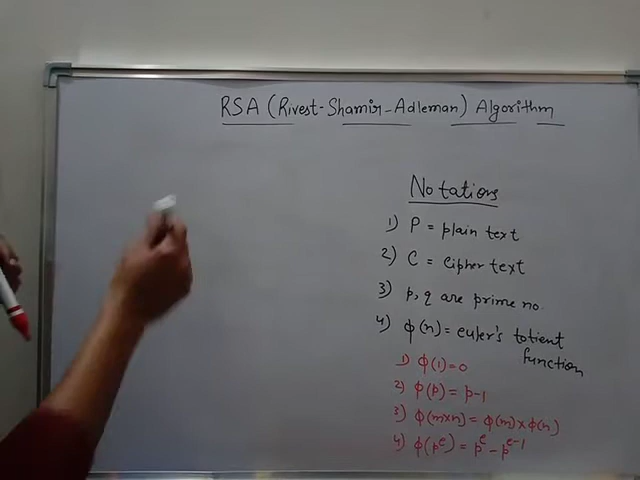 RSA (Rivest-Shamir-Adleman) Algorithm
Notations
1) P = plain text
2) C = cipher text
3) p, q are prime no.
4) ϕ(n) = euler's totient
function
1) ϕ(1)=0
2) ϕ(p) = p-1
3) ϕ(m×n) = ϕ(m)×ϕ(n)
4) ϕ(p^e) = p^e - p^(e-1)